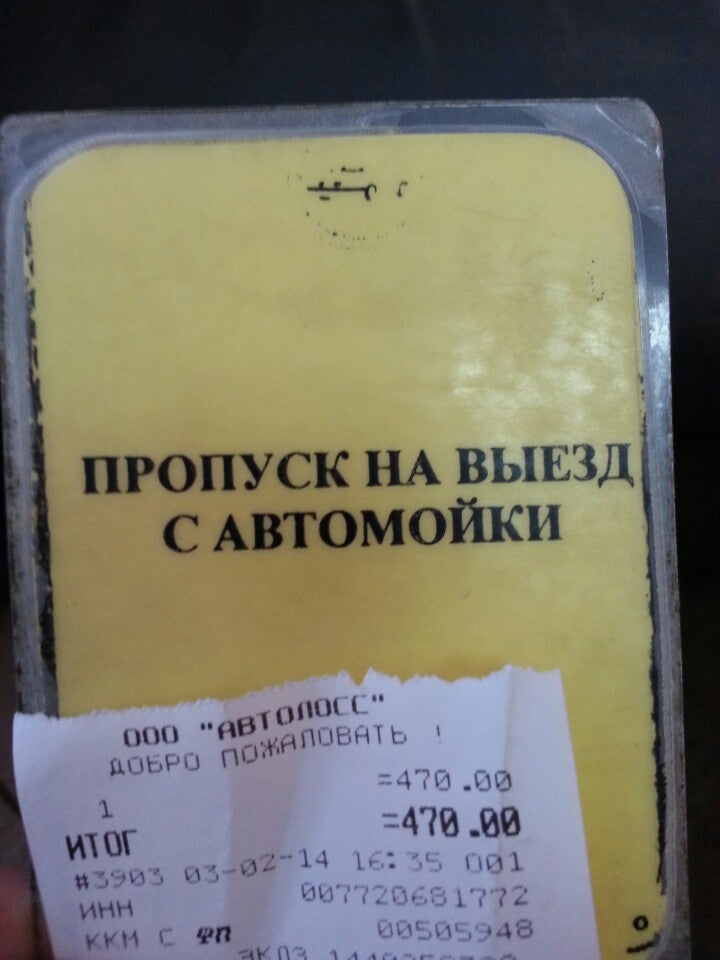 ПРОПУСК НА ВЫЕЗД
С АВТОМОЙКИ
ООО "АВТОЛОСС"
ДОБРО ПОЖАЛОВАТЬ !
=470.00
1
ИТОГ =470.00
#3903 03-02-14 16:35 001
ИНН 007720681772
ККМ С ФП 00505948
ЭКЛЗ